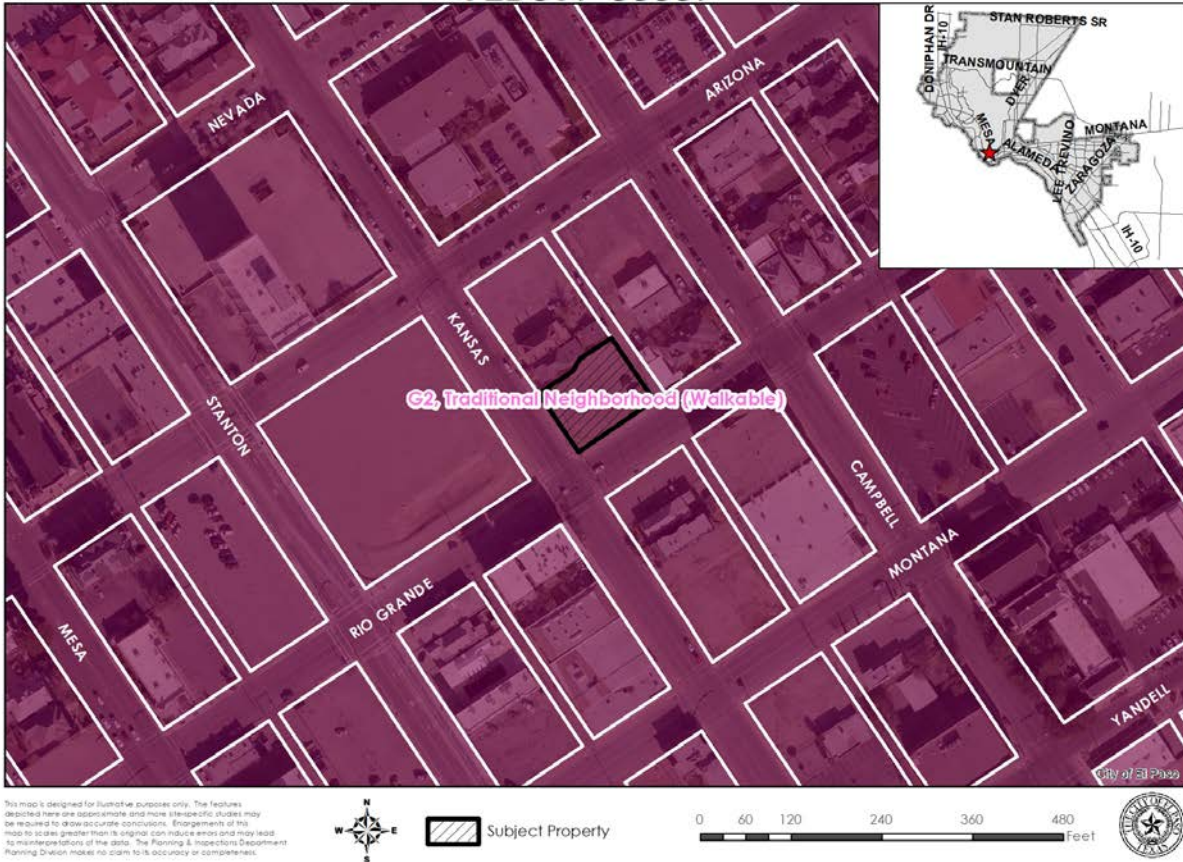 STAN ROBERTS SR
DONIPHAN DR
IH-10
TRANSMOUNTAIN
DYER
MESA
MONTANA
ALAMEDA
LEE TREVINO
ZARAGOZA
IH-10
NEVADA
ARIZONA
KANSAS
G2, Traditional Neighborhood (Walkable)
STANTON
CAMPBELL
MONTANA
RIO GRANDE
MESA
YANDELL
City of El Paso
This map is designed for illustrative purposes only. The features
depicted here are approximate and more site-specific studies may
be required to draw accurate conclusions. Enlargements of this
map to scales greater than its original can induce errors and may lead
to misinterpretations of the data. The Planning & Inspections Department
Planning Division makes no claim to its accuracy or completeness.
N
W E
S
Subject Property
0 60 120 240 360 480
Feet